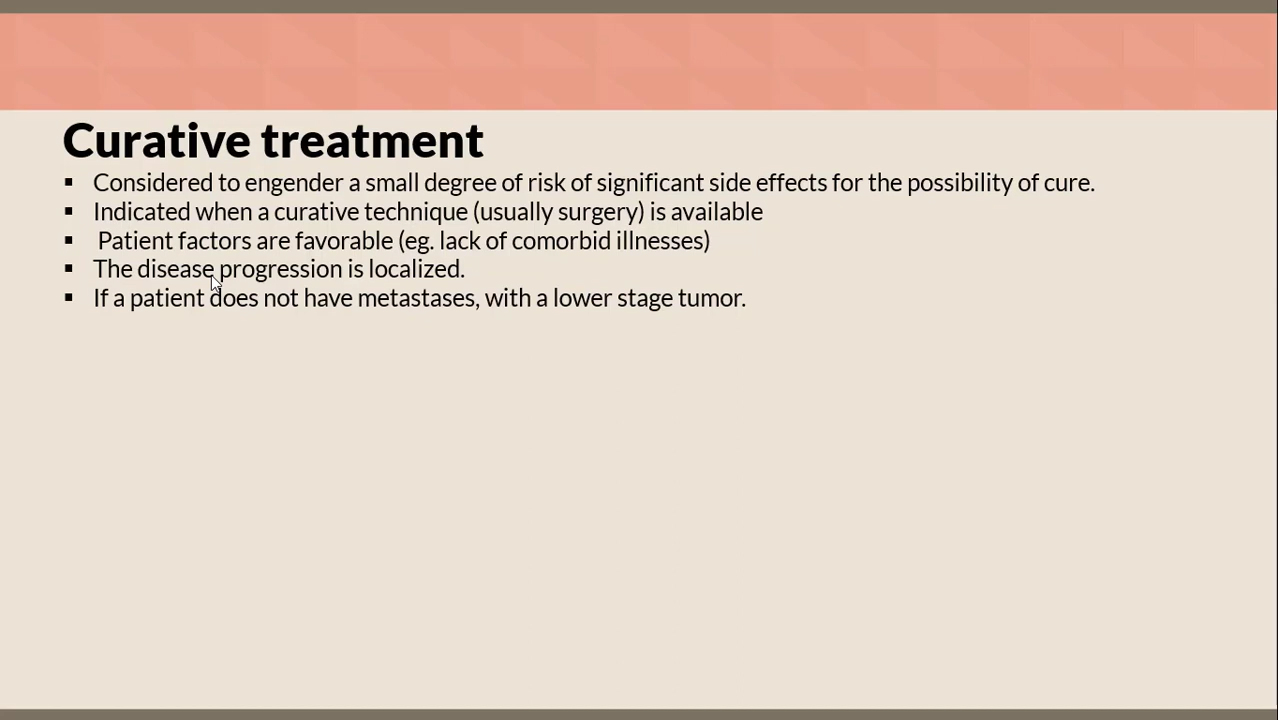 Curative treatment
▪ Considered to engender a small degree of risk of significant side effects for the possibility of cure.
▪ Indicated when a curative technique (usually surgery) is available
▪ Patient factors are favorable (eg. lack of comorbid illnesses)
▪ The disease progression is localized.
▪ If a patient does not have metastases, with a lower stage tumor.